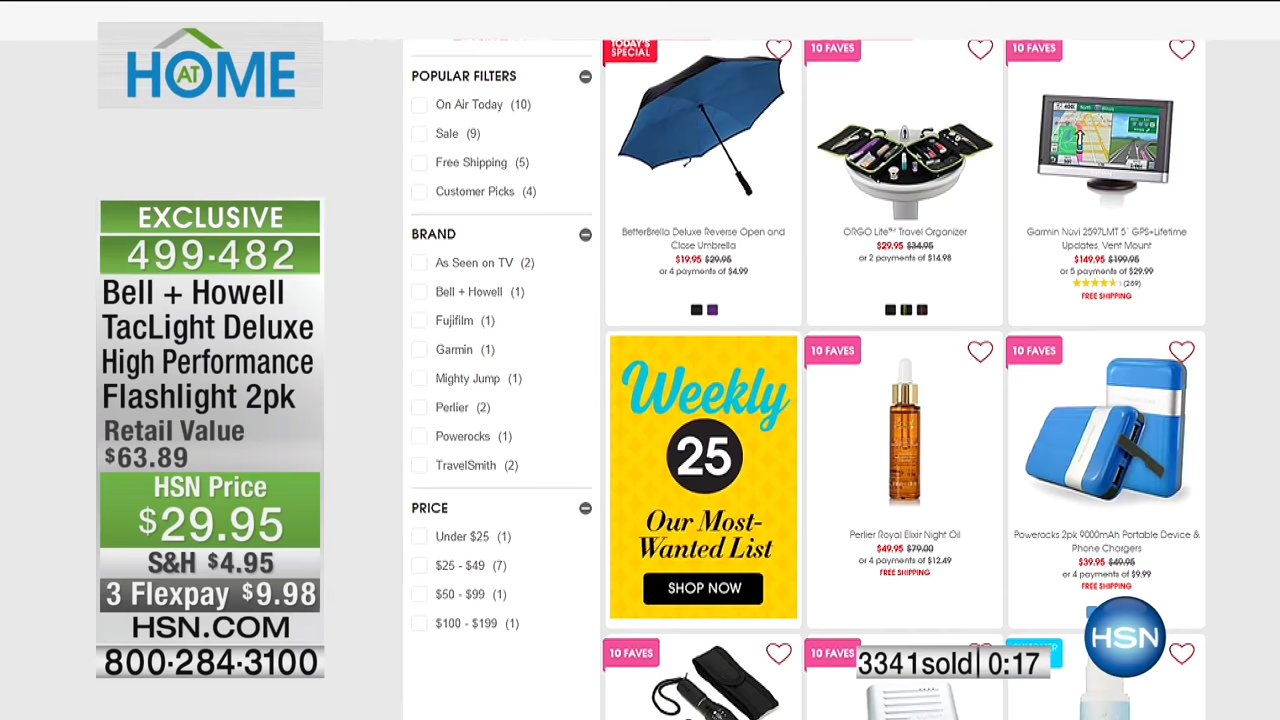 AT
HOME
EXCLUSIVE
499-482
Bell + Howell
TacLight Deluxe
High Performance
Flashlight 2pk
Retail Value
$63.89
HSN Price
$29.95
S&H $4.95
3 Flexpay $9.98
HSN.COM
800-284-3100
POPULAR FILTERS
On Air Today (10)
Sale (9)
Free Shipping (5)
Customer Picks (4)
BRAND
As Seen on TV (2)
Bell + Howell (1)
Fujifilm (1)
Garmin (1)
Mighty Jump (1)
Perlier (2)
Powerocks (1)
TravelSmith (2)
PRICE
Under $25 (1)
$25 - $49 (7)
$50 - $99 (1)
$100 - $199 (1)
TODAY'S
SPECIAL
BetterBrella Deluxe Reverse Open and
Close Umbrella
$19.95 $29.95
or 4 payments of $4.99
10 FAVES
ORGO Lite™ Travel Organizer
$29.95 $34.95
or 2 payments of $14.98
10 FAVES
Garmin Nuvi 2597LMT 5" GPS+Lifetime
Updates, Vent Mount
$149.95 $199.95
or 5 payments of $29.99
(289)
FREE SHIPPING
Weekly
25
Our Most-
Wanted List
SHOP NOW
10 FAVES
Perlier Royal Elixir Night Oil
$49.95 $79.00
or 4 payments of $12.49
FREE SHIPPING
10 FAVES
Powerocks 2pk 9000mAh Portable Device &
Phone Chargers
$39.95 $49.95
or 4 payments of $9.99
FREE SHIPPING
10 FAVES
10 FAVES
HSN
3341sold 0:17